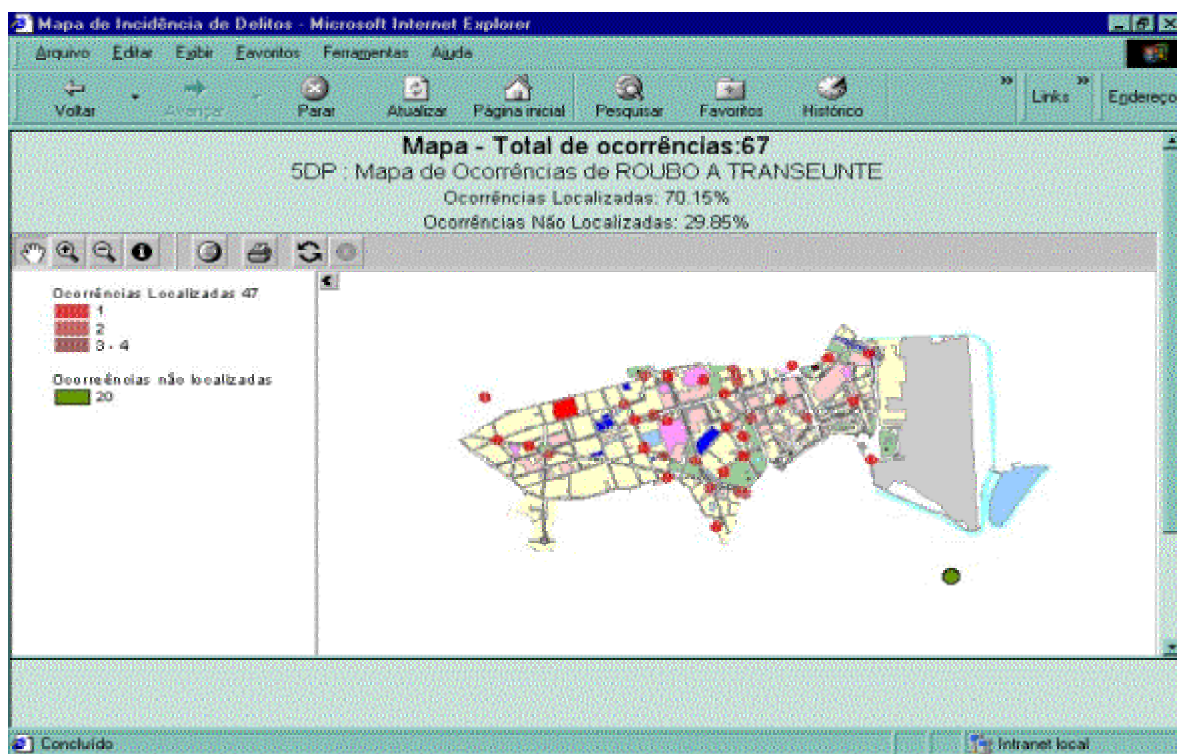 Mapa de Incidência de Delitos - Microsoft Internet Explorer
Arquivo Editar Exibir Favoritos Ferramentas Ajuda
Voltar Avançar Parar Atualizar Página inicial Pesquisar Favoritos Histórico » Links » Endereço
Mapa - Total de ocorrências:67
5DP : Mapa de Ocorrências de ROUBO A TRANSEUNTE
Ocorrências Localizadas: 70.15%
Ocorrências Não Localizadas: 29.85%
Ocorrências Localizadas 47
1
2
3 - 4
Ocorreências não localizadas
20
Concluído Intranet local